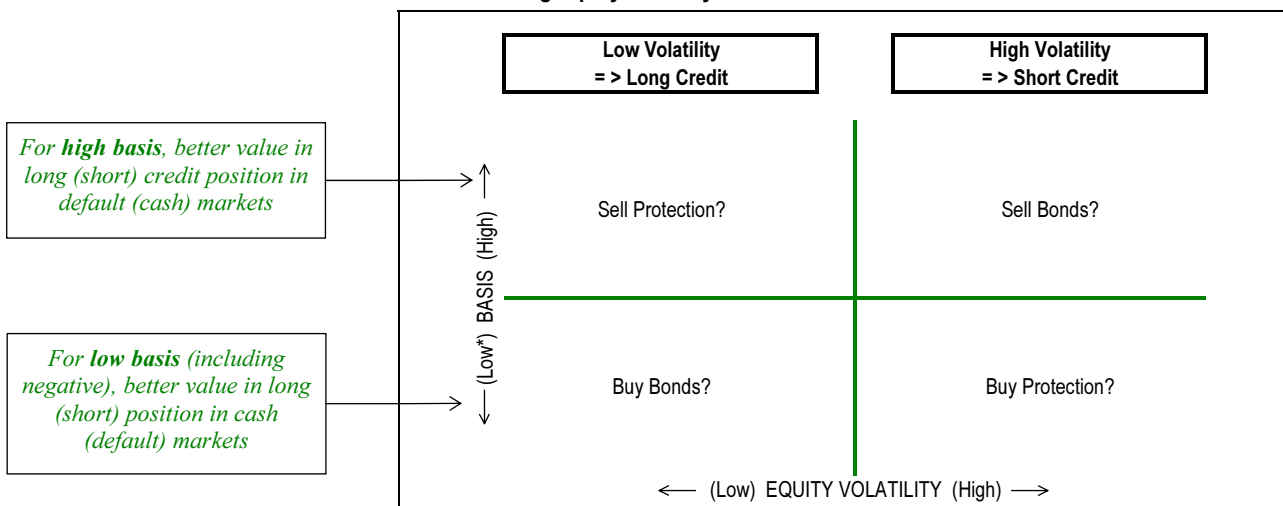 Low Volatility
= > Long Credit
High Volatility
= > Short Credit
For high basis, better value in
long (short) credit position in
default (cash) markets
(Low*) BASIS (High)
Sell Protection?
Sell Bonds?
For low basis (including
negative), better value in long
(short) position in cash
(default) markets
Buy Bonds?
Buy Protection?
(Low) EQUITY VOLATILITY (High)